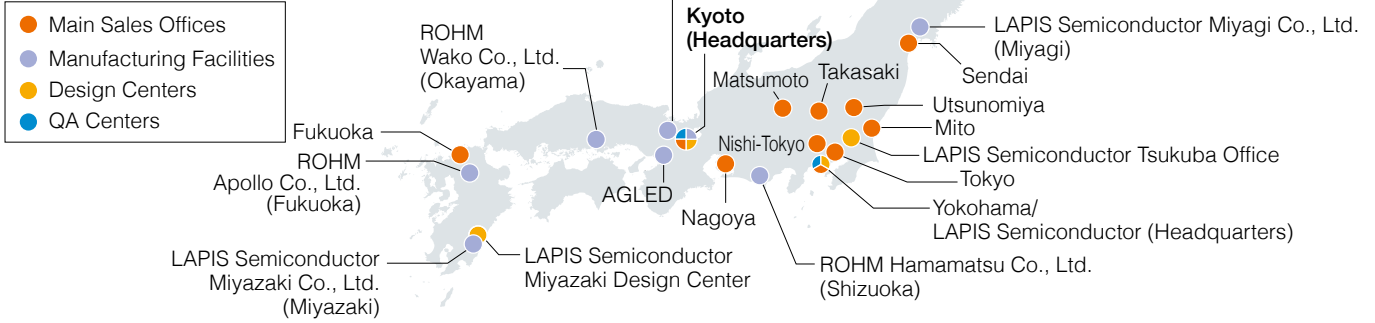 Main Sales Offices
Manufacturing Facilities
Design Centers
QA Centers
ROHM
Wako Co., Ltd.
(Okayama)
Kyoto
(Headquarters)
LAPIS Semiconductor Miyagi Co., Ltd.
(Miyagi)
Sendai
Matsumoto
Takasaki
Utsunomiya
Mito
Fukuoka
Nishi-Tokyo
LAPIS Semiconductor Tsukuba Office
ROHM
Apollo Co., Ltd.
(Fukuoka)
AGLED
Tokyo
Nagoya
Yokohama/
LAPIS Semiconductor (Headquarters)
LAPIS Semiconductor
Miyazaki Co., Ltd.
(Miyazaki)
LAPIS Semiconductor
Miyazaki Design Center
ROHM Hamamatsu Co., Ltd.
(Shizuoka)